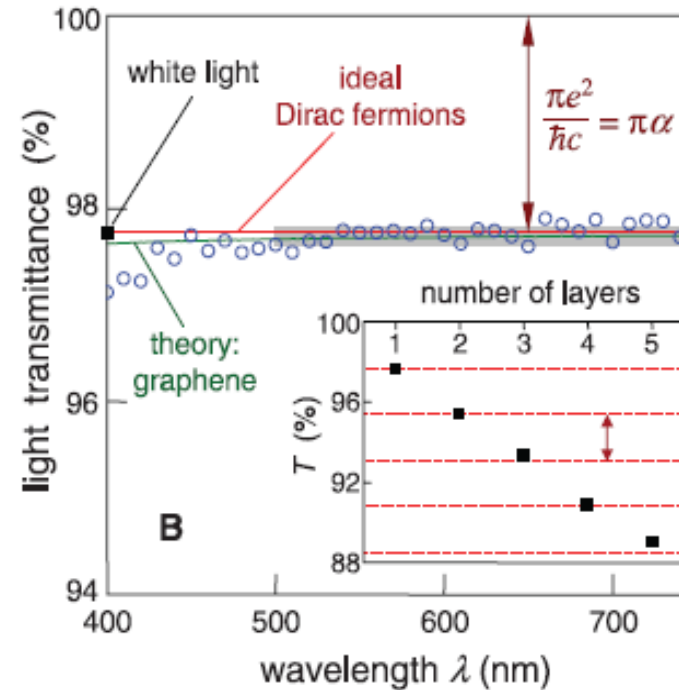 100
98
96
94
light transmittance (%)
white light
ideal
Dirac fermions
πe²/ħc = πα
theory:
graphene
B
number of layers
1 2 3 4 5
100
96
92
88
T (%)
400 500 600 700
wavelength λ (nm)